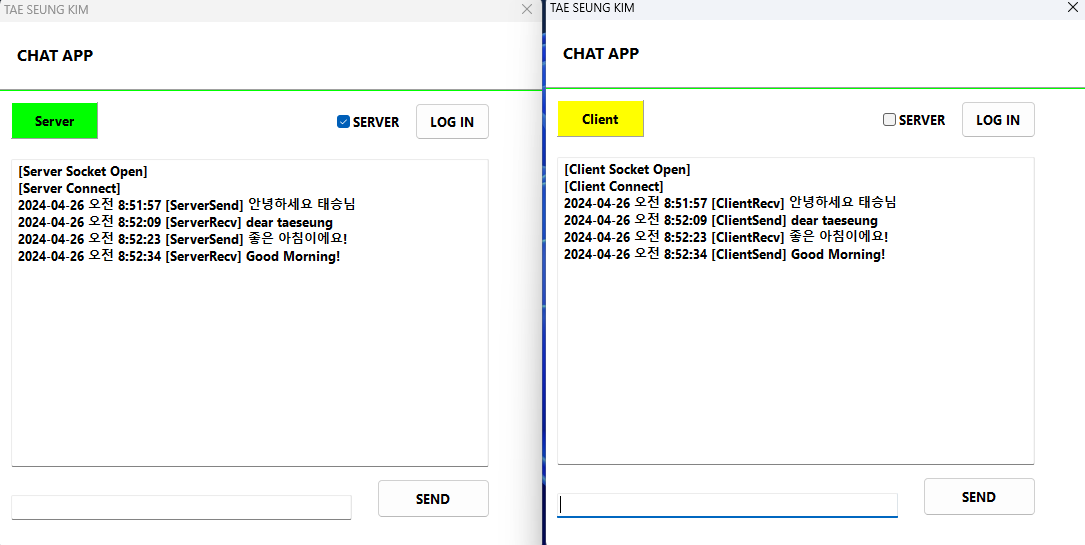 TAE SEUNG KIM
CHAT APP
Server
SERVER
LOG IN
[Server Socket Open]
[Server Connect]
2024-04-26 오전 8:51:57 [ServerSend] 안녕하세요 태승님
2024-04-26 오전 8:52:09 [ServerRecv] dear taeseung
2024-04-26 오전 8:52:23 [ServerSend] 좋은 아침이에요!
2024-04-26 오전 8:52:34 [ServerRecv] Good Morning!
SEND
TAE SEUNG KIM
CHAT APP
Client
SERVER
LOG IN
[Client Socket Open]
[Client Connect]
2024-04-26 오전 8:51:57 [ClientRecv] 안녕하세요 태승님
2024-04-26 오전 8:52:09 [ClientSend] dear taeseung
2024-04-26 오전 8:52:23 [ClientRecv] 좋은 아침이에요!
2024-04-26 오전 8:52:34 [ClientSend] Good Morning!
SEND